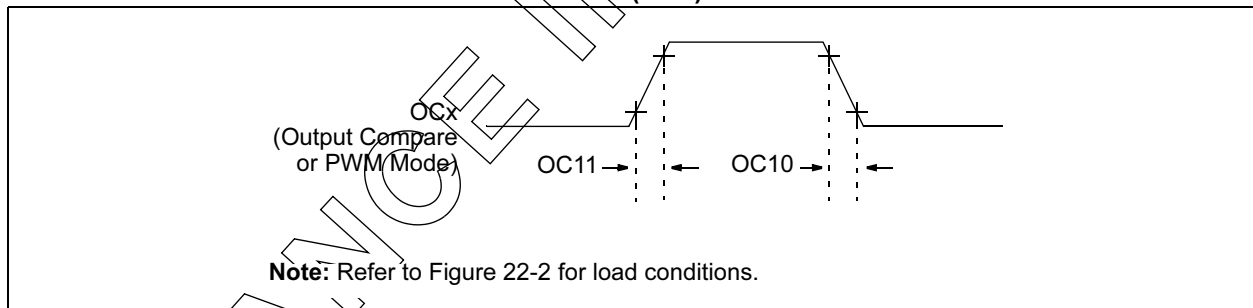 OCx
(Output Compare
or PWM Mode)
OC11
OC10
Note: Refer to Figure 22-2 for load conditions.